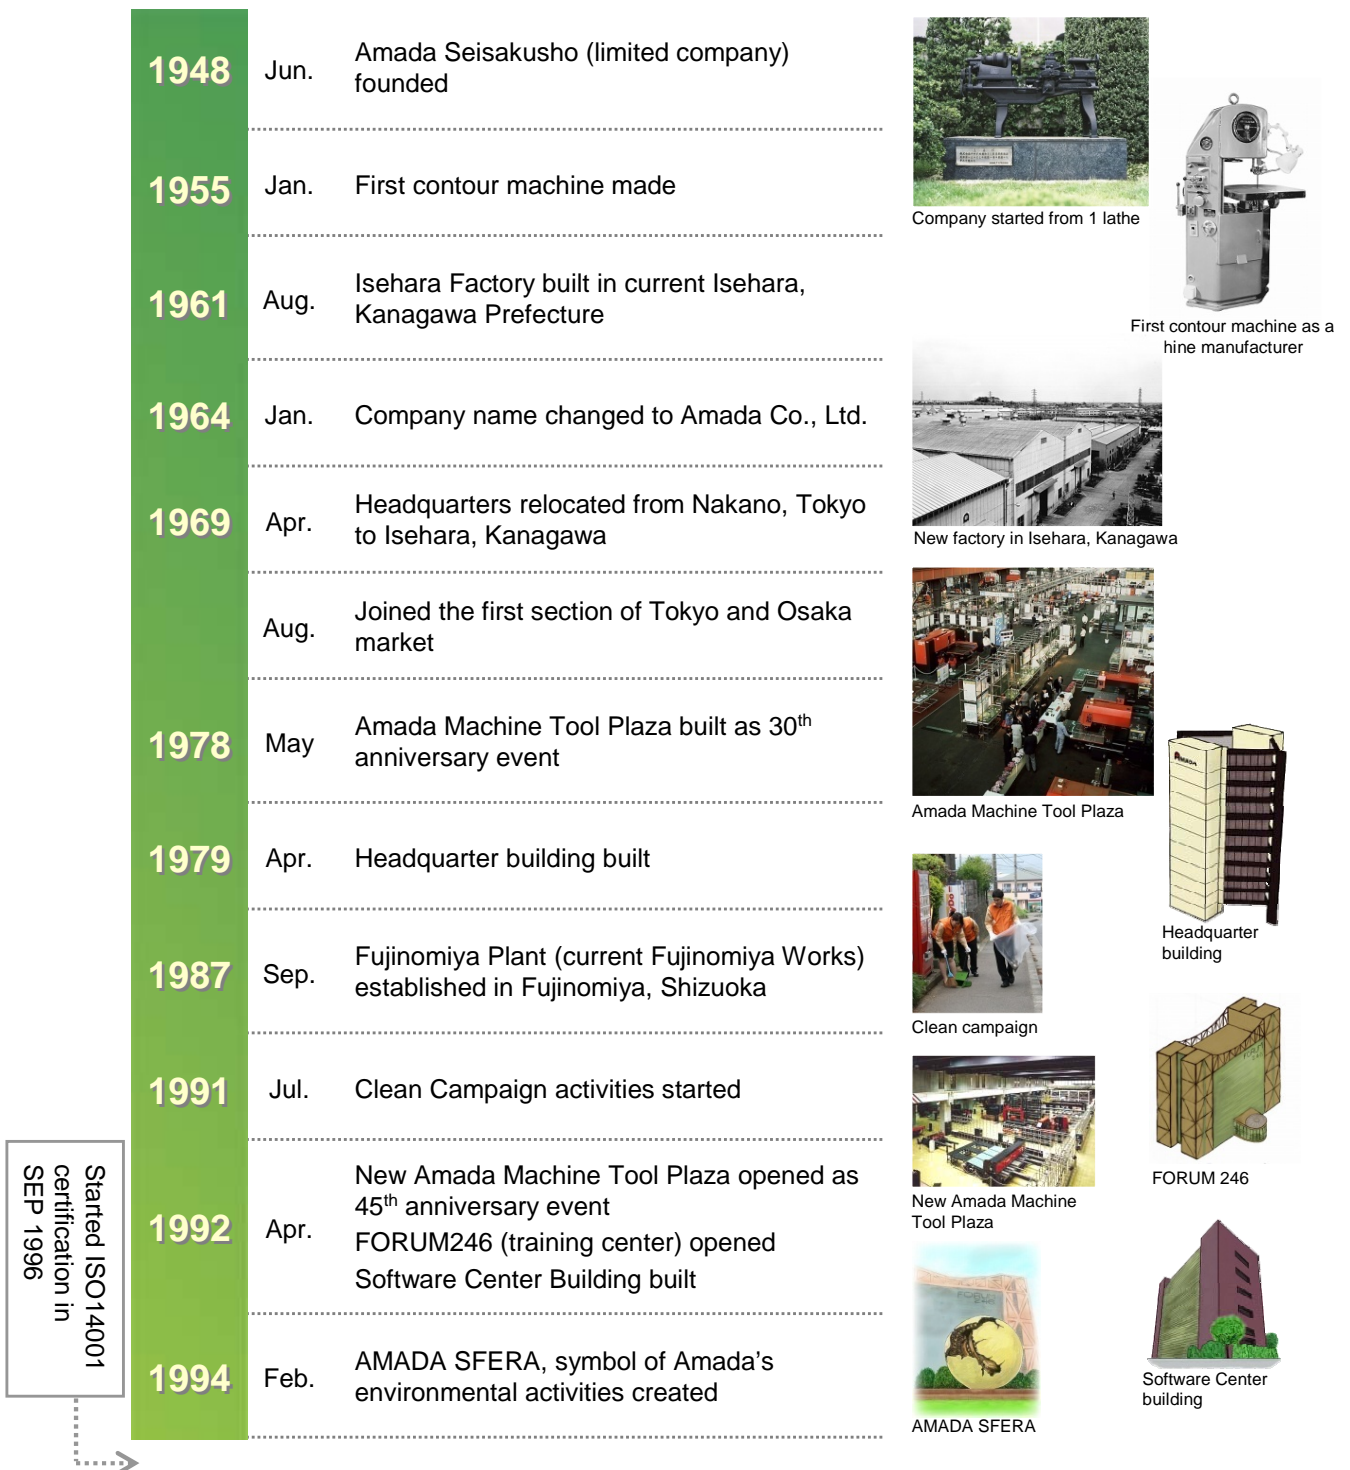 1948
Jun.
Amada Seisakusho (limited company)
founded
1955
Jan.
First contour machine made
1961
Aug.
Isehara Factory built in current Isehara,
Kanagawa Prefecture
1964
Jan.
Company name changed to Amada Co., Ltd.
1969
Apr.
Headquarters relocated from Nakano, Tokyo
to Isehara, Kanagawa
Aug.
Joined the first section of Tokyo and Osaka
market
1978
May
Amada Machine Tool Plaza built as 30th
anniversary event
1979
Apr.
Headquarter building built
1987
Sep.
Fujinomiya Plant (current Fujinomiya Works)
established in Fujinomiya, Shizuoka
1991
Jul.
Clean Campaign activities started
1992
Apr.
New Amada Machine Tool Plaza opened as
45th anniversary event
FORUM246 (training center) opened
Software Center Building built
1994
Feb.
AMADA SFERA, symbol of Amada's
environmental activities created
Started ISO14001
certification in
SEP 1996
Company started from 1 lathe
First contour machine as a
hine manufacturer
New factory in Isehara, Kanagawa
Amada Machine Tool Plaza
AMADA
Headquarter
building
Clean campaign
FORUM 246
New Amada Machine
Tool Plaza
Software Center
building
AMADA SFERA